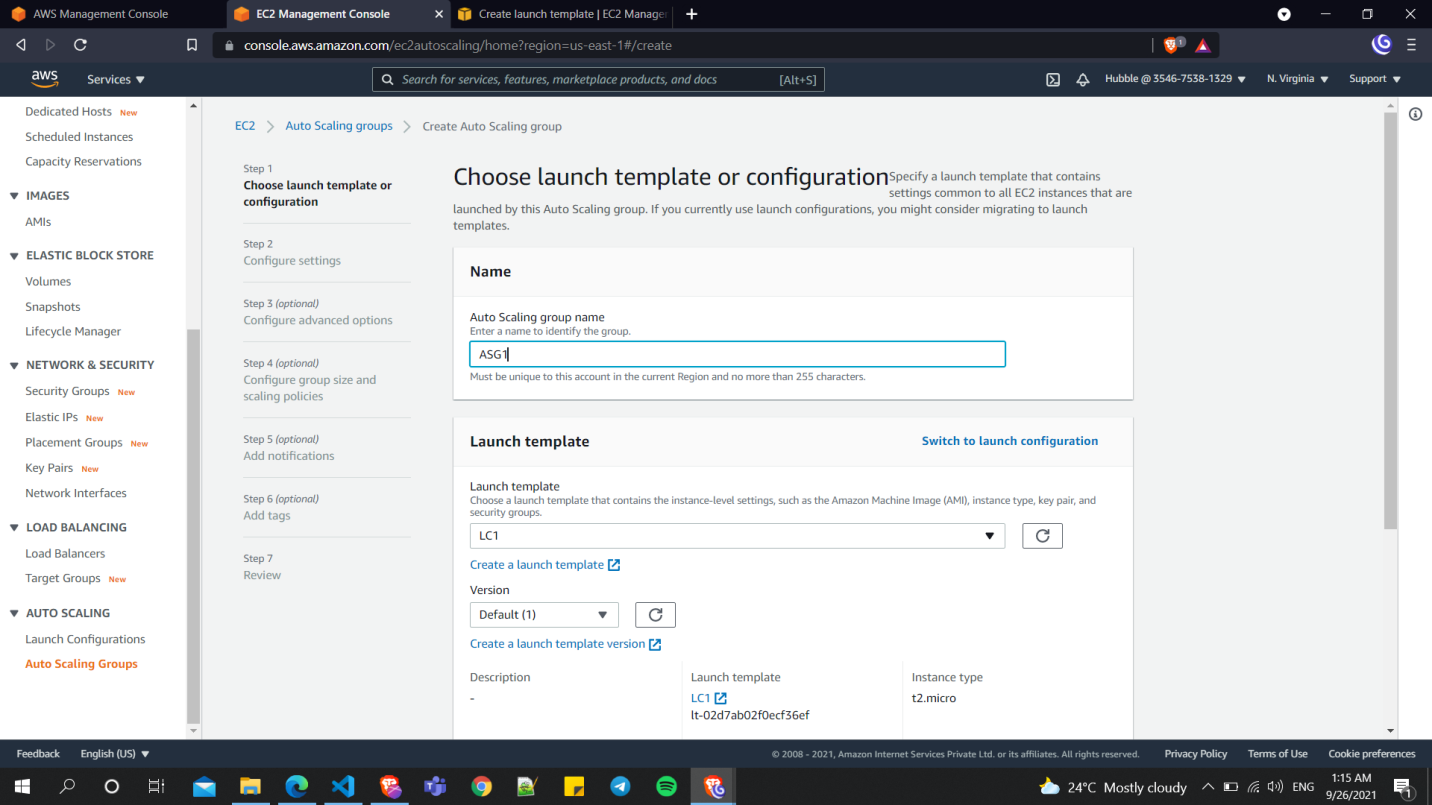 AWS Management Console
EC2 Management Console
Create launch template | EC2 Manage
console.aws.amazon.com/ec2autoscaling/home?region=us-east-1#/create
1
aws
Services
Search for services, features, marketplace products, and docs
[Alt+S]
Hubble @ 3546-7538-1329
N. Virginia
Support
Dedicated Hosts New
Scheduled Instances
Capacity Reservations
IMAGES
AMIs
ELASTIC BLOCK STORE
Volumes
Snapshots
Lifecycle Manager
NETWORK & SECURITY
Security Groups New
Elastic IPs New
Placement Groups New
Key Pairs New
Network Interfaces
LOAD BALANCING
Load Balancers
Target Groups New
AUTO SCALING
Launch Configurations
Auto Scaling Groups
EC2
Auto Scaling groups
Create Auto Scaling group
Step 1
Choose launch template or
configuration
Step 2
Configure settings
Step 3 (optional)
Configure advanced options
Step 4 (optional)
Configure group size and
scaling policies
Step 5 (optional)
Add notifications
Step 6 (optional)
Add tags
Step 7
Review
Choose launch template or configuration Specify a launch template that contains
settings common to all EC2 instances that are
launched by this Auto Scaling group. If you currently use launch configurations, you might consider migrating to launch
templates.
Name
Auto Scaling group name
Enter a name to identify the group.
ASG1
Must be unique to this account in the current Region and no more than 255 characters.
Launch template
Switch to launch configuration
Launch template
Choose a launch template that contains the instance-level settings, such as the Amazon Machine Image (AMI), instance type, key pair, and
security groups.
LC1
Create a launch template
Version
Default (1)
Create a launch template version
Description
-
Launch template
LC1
lt-02d7ab02f0ecf36ef
Instance type
t2.micro
Feedback
English (US)
© 2008 - 2021, Amazon Internet Services Private Ltd. or its affiliates. All rights reserved.
Privacy Policy
Terms of Use
Cookie preferences
24°C Mostly cloudy
ENG
1:15 AM
9/26/2021
1